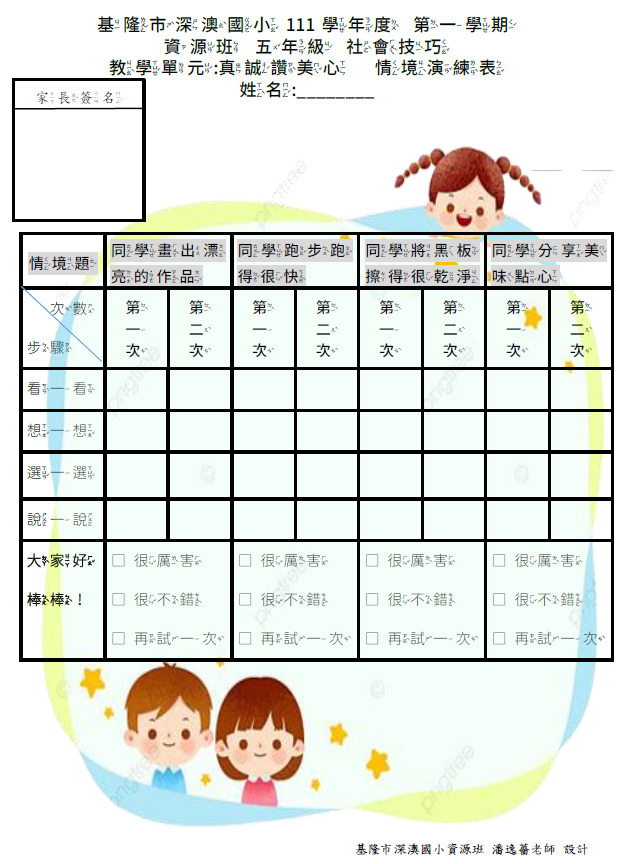 基隆市深澳國小 111 學年度 第一學期
資源班 五年級 社會技巧
教學單元:真誠讚美心 情境演練表
姓名:________
家長簽名
情境題 同學畫出漂亮的作品 同學跑步跑得很快 同學將黑板擦得很乾淨 同學分享美味點心
次數 步驟 第一次 第二次 第一次 第二次 第一次 第二次 第一次 第二次
看一看
想一想
選一選
說一說
大家好棒棒！
□ 很厲害 □ 很厲害 □ 很厲害 □ 很厲害
□ 很不錯 □ 很不錯 □ 很不錯 □ 很不錯
□ 再試一次 □ 再試一次 □ 再試一次 □ 再試一次
基隆市深澳國小資源班 潘逸蕃老師 設計
pngtree